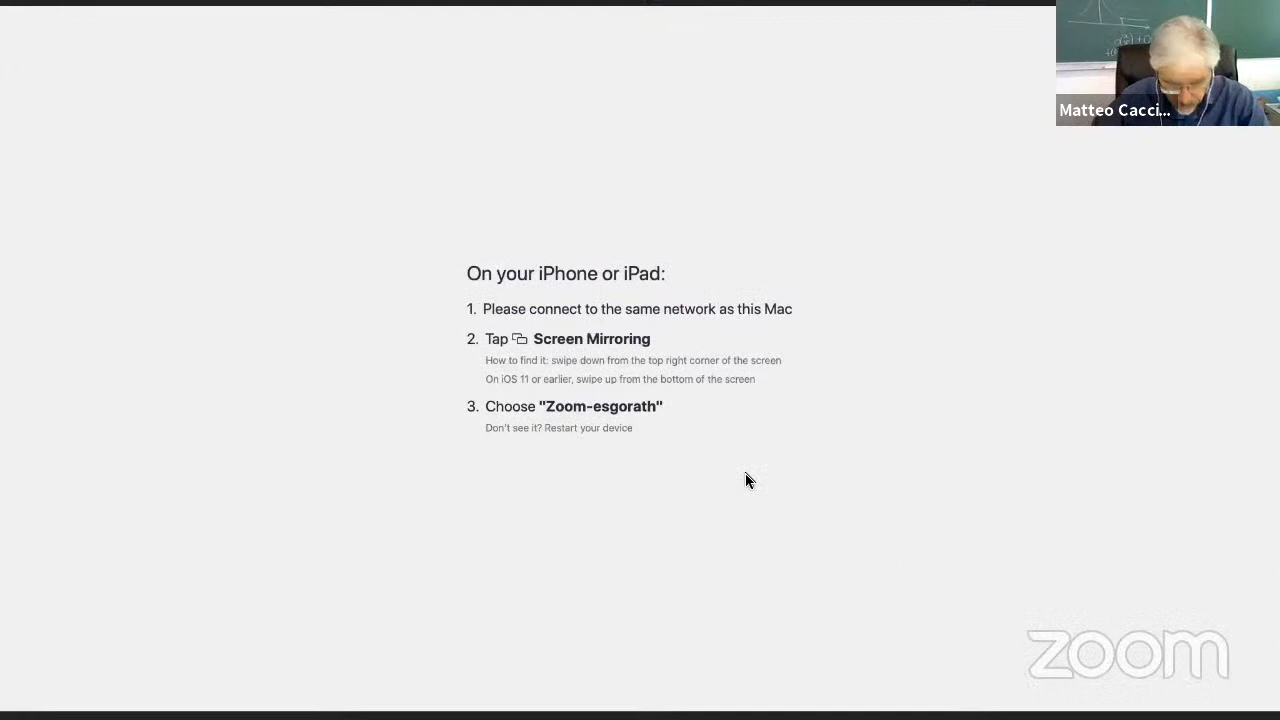 Matteo Cacci...
On your iPhone or iPad:
1. Please connect to the same network as this Mac
2. Tap Screen Mirroring
How to find it: swipe down from the top right corner of the screen
On iOS 11 or earlier, swipe up from the bottom of the screen
3. Choose "Zoom-esgorath"
Don't see it? Restart your device
zoom